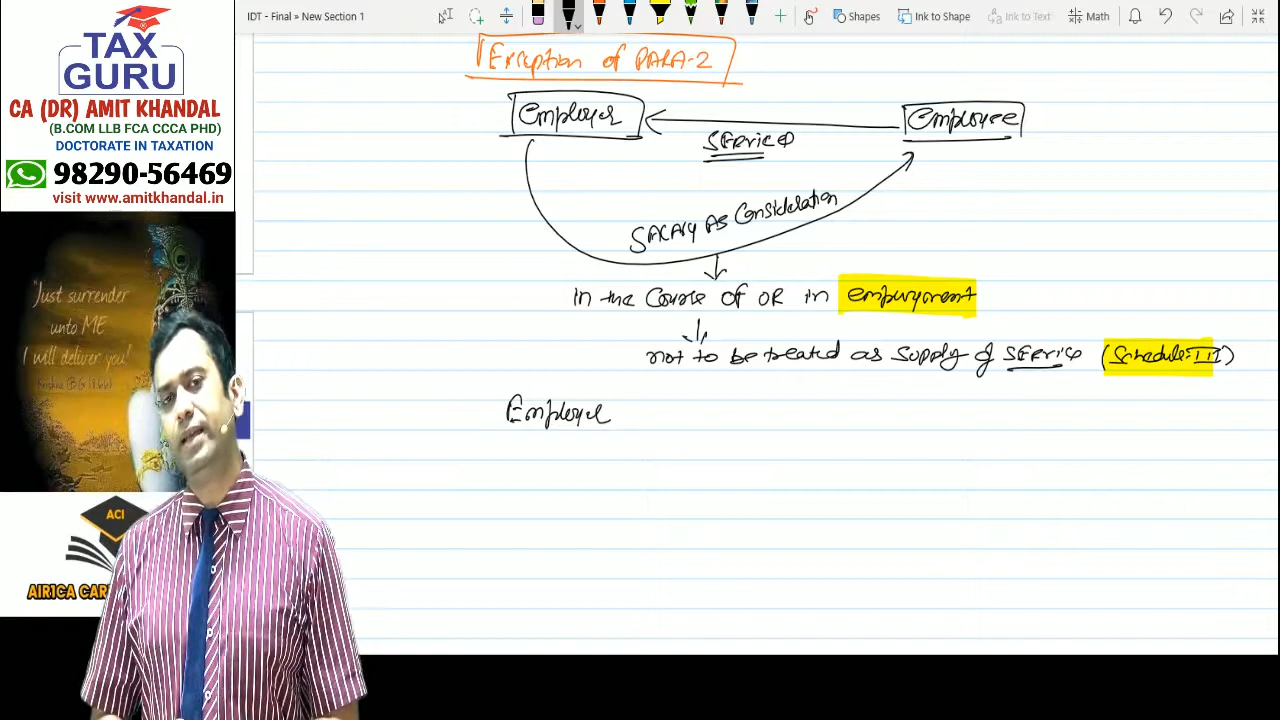 IDT - Final » New Section 1
Shapes
Ink to Shape
Ink to Text
Math
TAX
GURU
CA (DR) AMIT KHANDAL
(B.COM LLB FCA CCCA PHD)
DOCTORATE IN TAXATION
98290-56469
visit www.amitkhandal.in
Exception of PARA-2
Employer
Employee
Service
Salary As Consideration
in the Course of OR in employment
not to be treated as supply of service (Schedule-III)
Employer
"Just surrender
unto ME
I will deliver you!
ACI
AIR1CA CAR